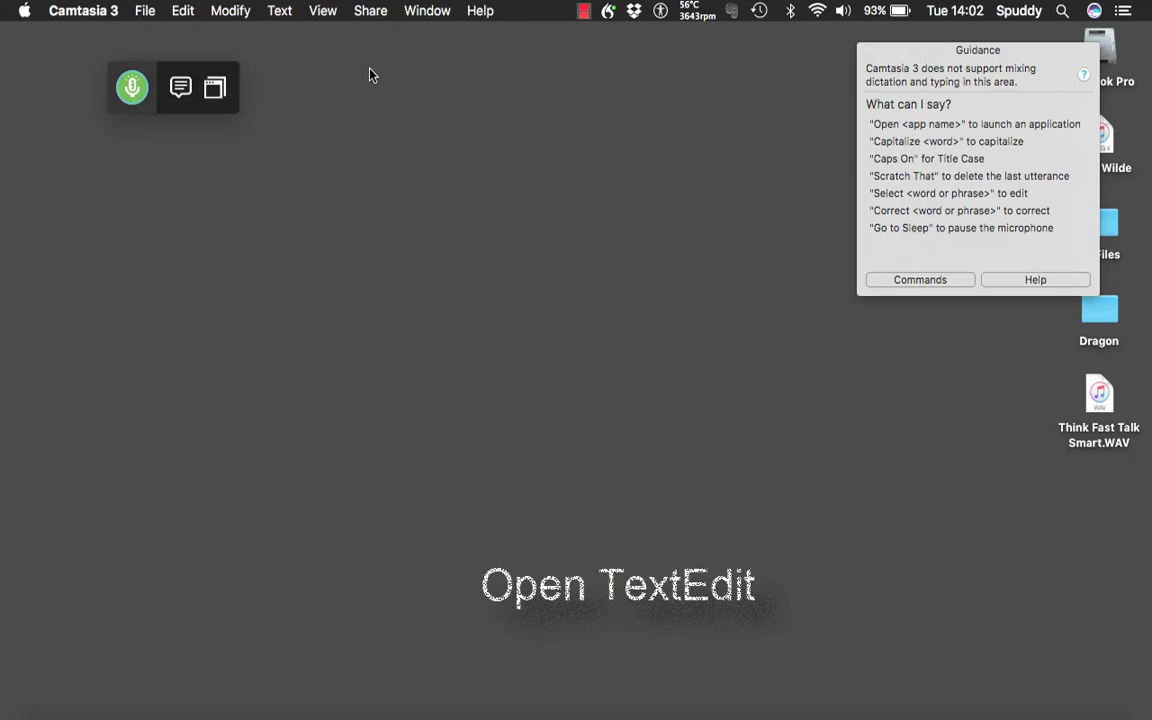 Camtasia 3 File Edit Modify Text View Share Window Help 56°C 93% Tue 14:02 Spuddy
3643rpm
Guidance
Camtasia 3 does not support mixing
dictation and typing in this area.
?
ok Pro
What can I say?
"Open <app name>" to launch an application
"Capitalize <word>" to capitalize
"Caps On" for Title Case
Wilde
"Scratch That" to delete the last utterance
"Select <word or phrase>" to edit
"Correct <word or phrase>" to correct
"Go to Sleep" to pause the microphone
Files
Commands Help
Dragon
WAV
Think Fast Talk
Smart.WAV
Open TextEdit